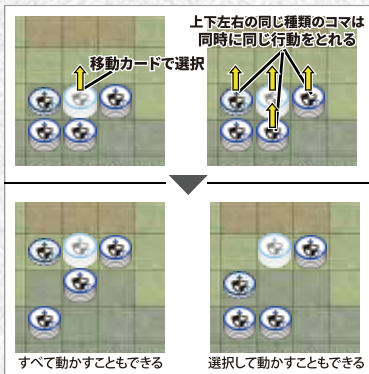 移動カードで選択
上下左右の同じ種類のコマは
同時に同じ行動をとれる
すべて動かすこともできる
選択して動かすこともできる